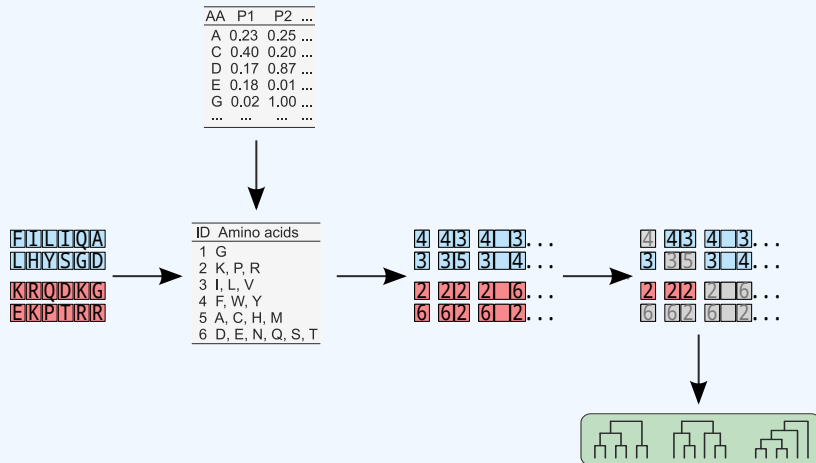 AA P1 P2 ...
A 0.23 0.25 ...
C 0.40 0.20 ...
D 0.17 0.87 ...
E 0.18 0.01 ...
G 0.02 1.00 ...
... ... ... ...
FILIQA
LHYSGD
KRQDKG
EKPTRR
ID Amino acids
1 G
2 K, P, R
3 I, L, V
4 F, W, Y
5 A, C, H, M
6 D, E, N, Q, S, T
4 43 4 3...
3 35 3 4...
2 22 2 6...
6 62 6 2...
4 43 4 3...
3 35 3 4...
2 22 2 6...
6 62 6 2...